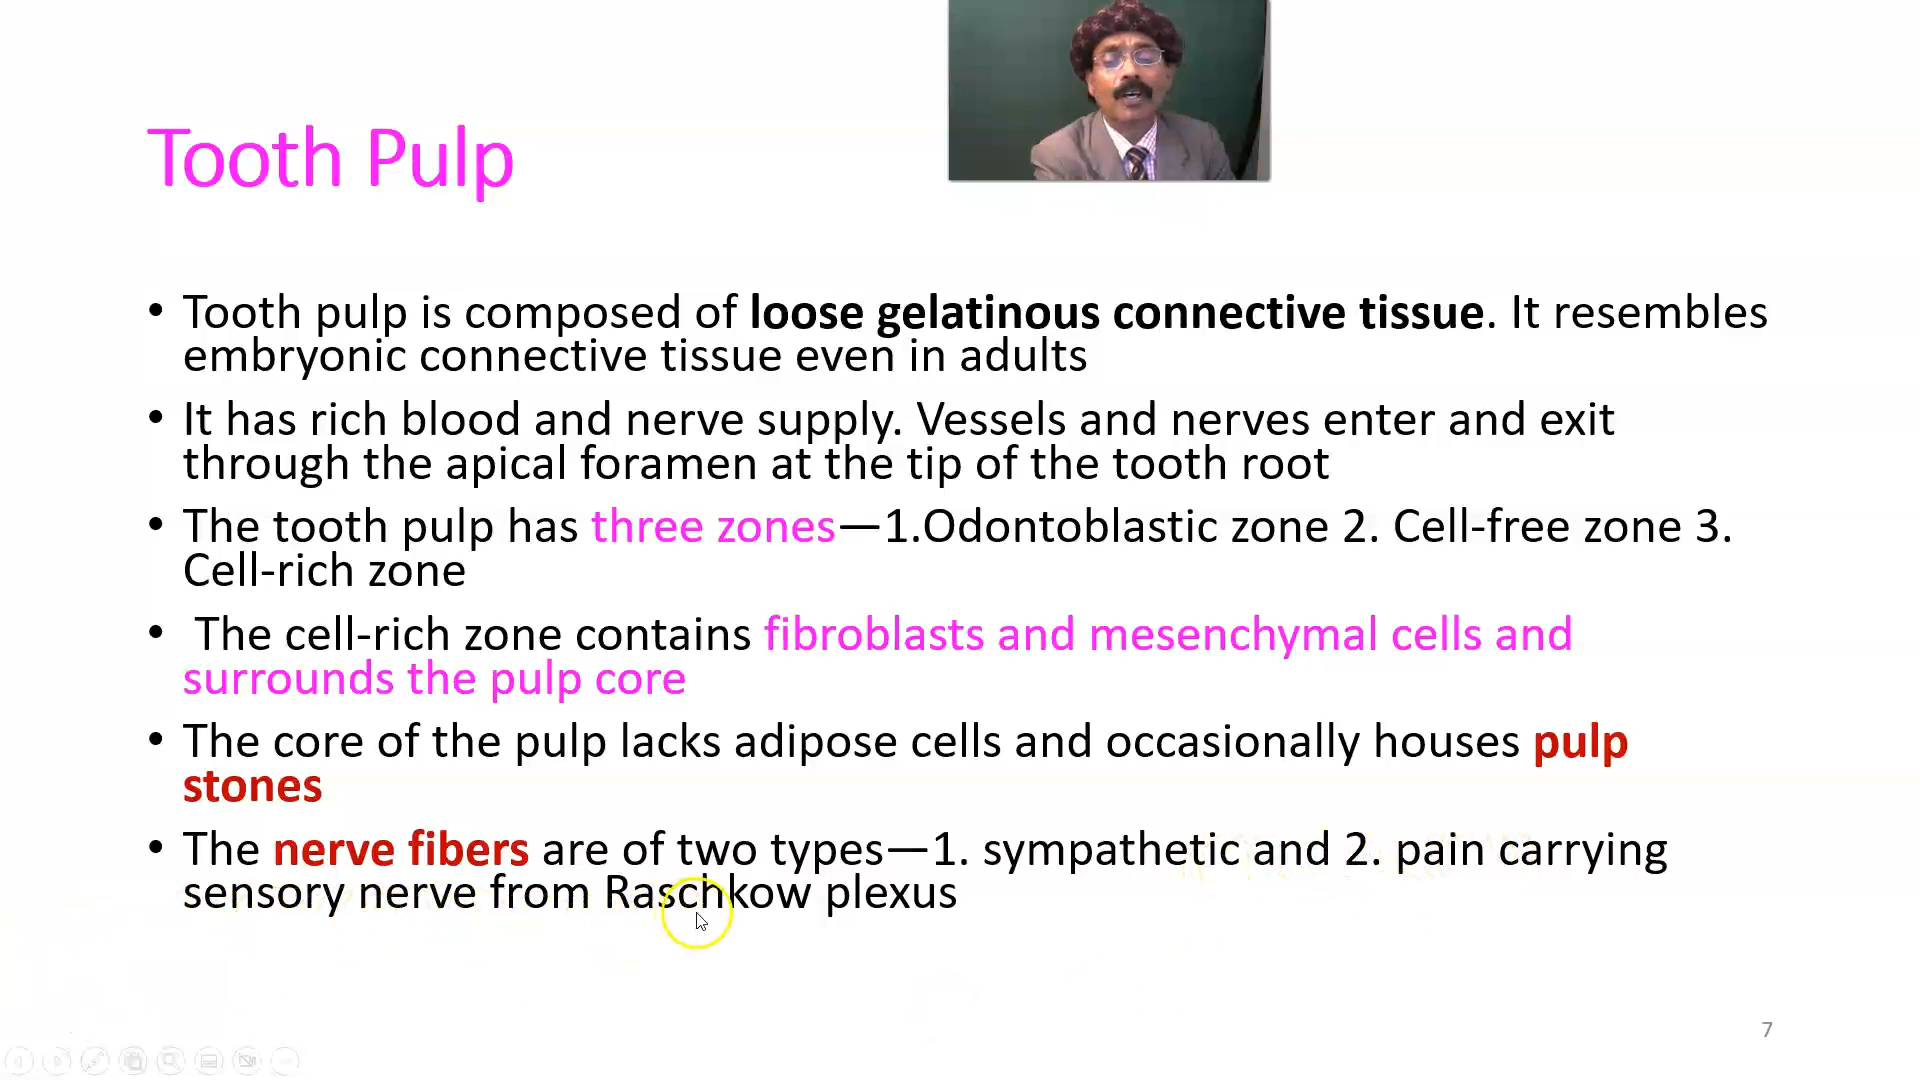 Tooth Pulp
• Tooth pulp is composed of loose gelatinous connective tissue. It resembles
embryonic connective tissue even in adults
• It has rich blood and nerve supply. Vessels and nerves enter and exit
through the apical foramen at the tip of the tooth root
• The tooth pulp has three zones—1.Odontoblastic zone 2. Cell-free zone 3.
Cell-rich zone
• The cell-rich zone contains fibroblasts and mesenchymal cells and
surrounds the pulp core
• The core of the pulp lacks adipose cells and occasionally houses pulp
stones
• The nerve fibers are of two types—1. sympathetic and 2. pain carrying
sensory nerve from Raschkow plexus
7